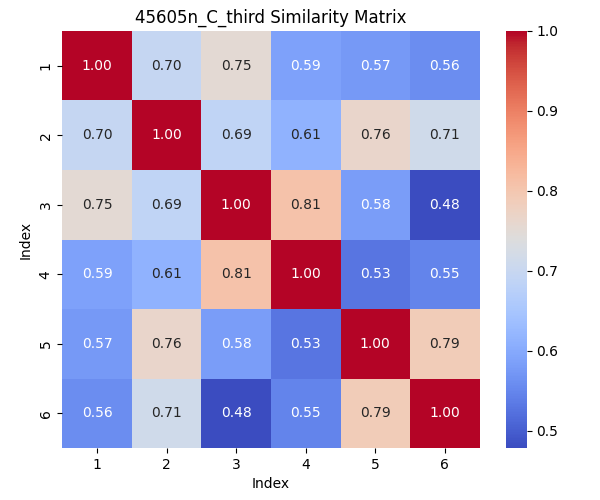 45605n_C_third Similarity Matrix
1 1.00 0.70 0.75 0.59 0.57 0.56
2 0.70 1.00 0.69 0.61 0.76 0.71
3 0.75 0.69 1.00 0.81 0.58 0.48
4 0.59 0.61 0.81 1.00 0.53 0.55
5 0.57 0.76 0.58 0.53 1.00 0.79
6 0.56 0.71 0.48 0.55 0.79 1.00
1 2 3 4 5 6
Index
Index
1.0
0.9
0.8
0.7
0.6
0.5